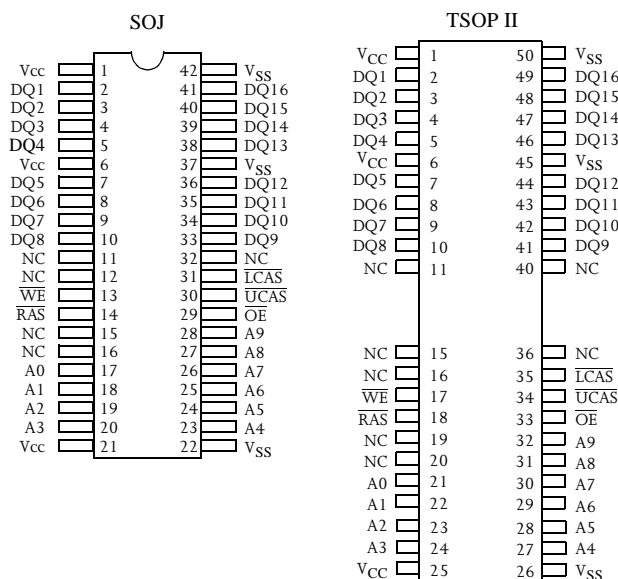 SOJ
Vcc 1 42 VSS
DQ1 2 41 DQ16
DQ2 3 40 DQ15
DQ3 4 39 DQ14
DQ4 5 38 DQ13
Vcc 6 37 VSS
DQ5 7 36 DQ12
DQ6 8 35 DQ11
DQ7 9 34 DQ10
DQ8 10 33 DQ9
NC 11 32 NC
NC 12 31 LCAS
WE 13 30 UCAS
RAS 14 29 OE
NC 15 28 A9
NC 16 27 A8
A0 17 26 A7
A1 18 25 A6
A2 19 24 A5
A3 20 23 A4
Vcc 21 22 VSS
TSOP II
VCC 1 50 VSS
DQ1 2 49 DQ16
DQ2 3 48 DQ15
DQ3 4 47 DQ14
DQ4 5 46 DQ13
VCC 6 45 VSS
DQ5 7 44 DQ12
DQ6 8 43 DQ11
DQ7 9 42 DQ10
DQ8 10 41 DQ9
NC 11 40 NC
NC 15 36 NC
NC 16 35 LCAS
WE 17 34 UCAS
RAS 18 33 OE
NC 19 32 A9
NC 20 31 A8
A0 21 30 A7
A1 22 29 A6
A2 23 28 A5
A3 24 27 A4
VCC 25 26 VSS